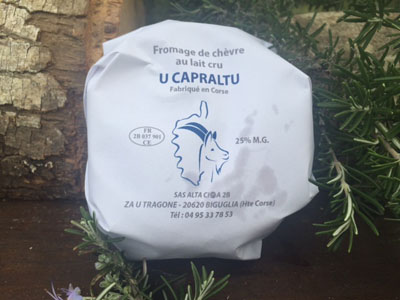 Fromage de chèvre
au lait cru
U CAPRALTU
Fabriqué en Corse
FR
2B 037 901
CE
25% M.G.
SAS ALTA CIMA 2B
ZA U TRAGONE - 20620 BIGUGLIA (Hte Corse)
Tél : 04 95 33 78 53